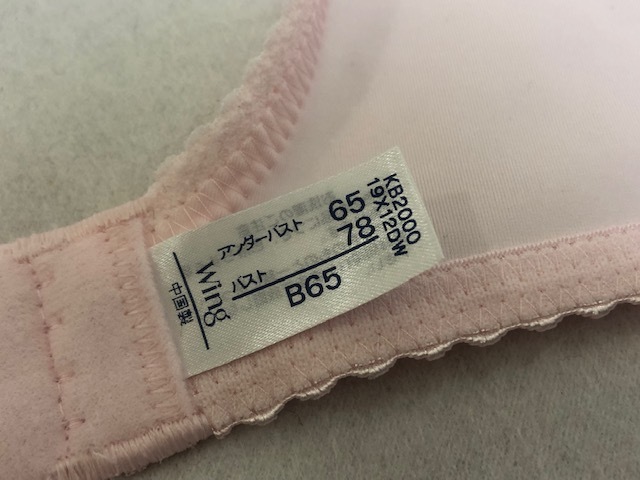 アンダーバスト 65
バスト 78
B65
KB2000
19X12DW
Wing
中国製